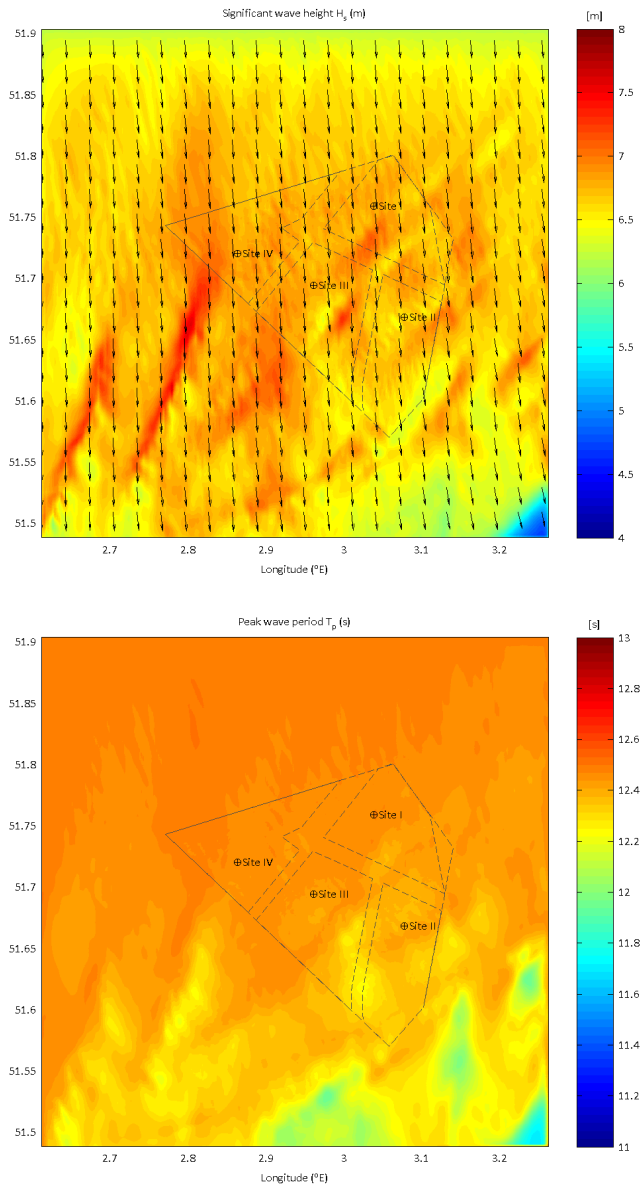 Significant wave height Hs (m)
[m]
51.9
51.85
51.8
51.75
51.7
51.65
51.6
51.55
51.5
8
7.5
7
6.5
6
5.5
5
4.5
4
⊕Site I
⊕Site IV
⊕Site III
⊕Site II
2.7 2.8 2.9 3 3.1 3.2
Longitude (°E)
Peak wave period Tp (s)
[s]
51.9
51.85
51.8
51.75
51.7
51.65
51.6
51.55
51.5
13
12.8
12.6
12.4
12.2
12
11.8
11.6
11.4
11.2
11
⊕Site I
⊕Site IV
⊕Site III
⊕Site II
2.7 2.8 2.9 3 3.1 3.2
Longitude (°E)